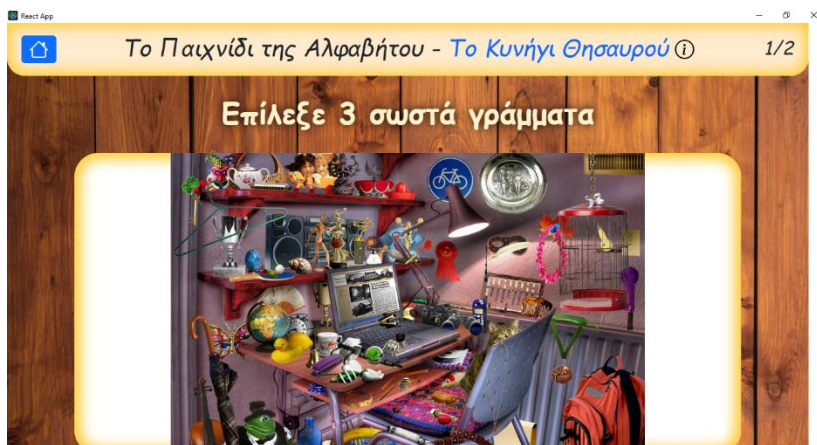 React App
Το Παιχνίδι της Αλφαβήτου - Το Κυνήγι Θησαυρού
1/2
Επίλεξε 3 σωστά γράμματα